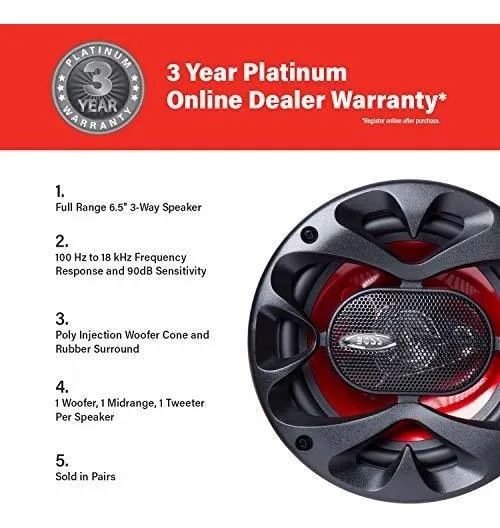 PLATINUM
3
YEAR
WARRANTY
3 Year Platinum
Online Dealer Warranty*
*Register online after purchase.
1.
Full Range 6.5" 3-Way Speaker
2.
100 Hz to 18 kHz Frequency
Response and 90dB Sensitivity
3.
Poly Injection Woofer Cone and
Rubber Surround
4.
1 Woofer, 1 Midrange, 1 Tweeter
Per Speaker
5.
Sold in Pairs
BOSS